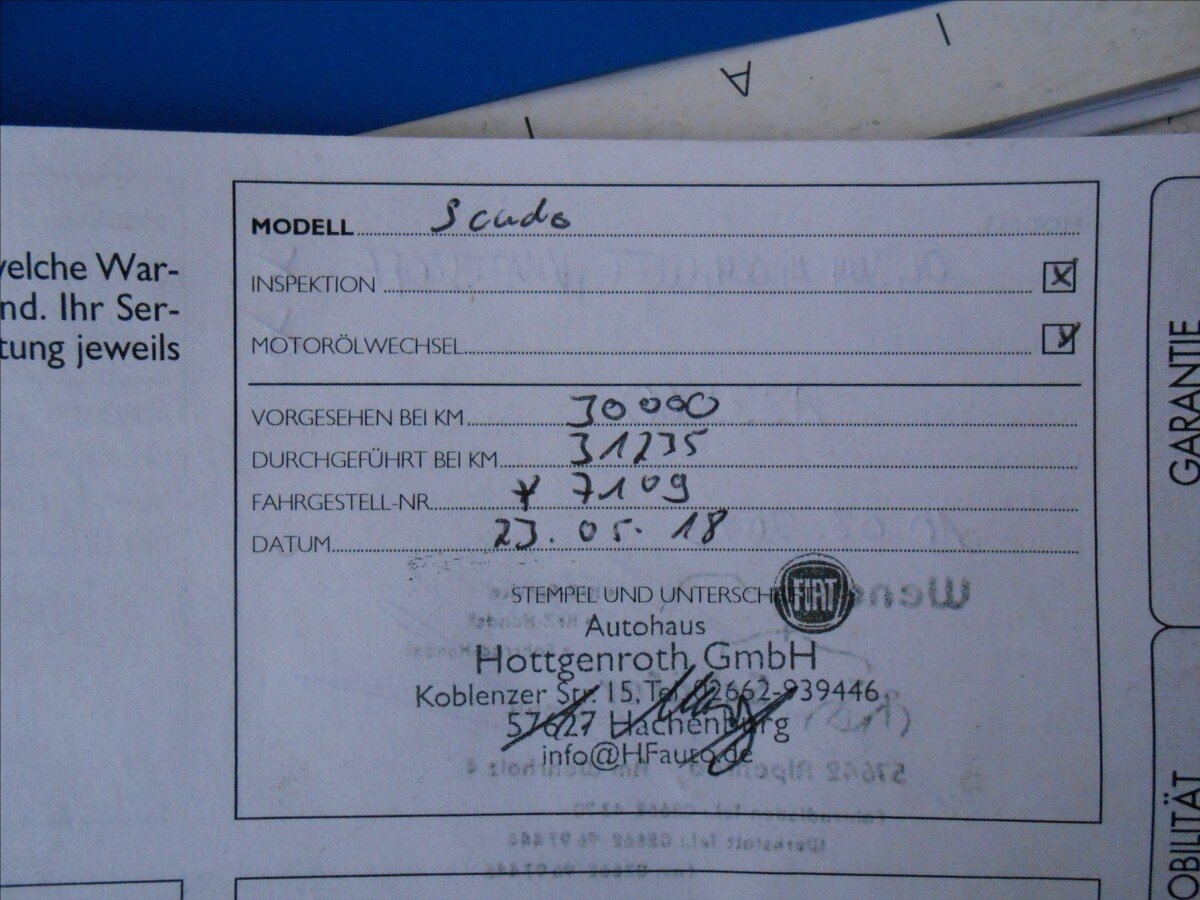 A
welche War-
nd. Ihr Ser-
tung jeweils
MODELL Scudo
INSPEKTION X
MOTORÖLWECHSEL X
VORGESEHEN BEI KM 30000
DURCHGEFÜHRT BEI KM 31235
FAHRGESTELL-NR. * 7109
DATUM 23.05.18
STEMPEL UND UNTERSCHRIFT
FIAT
Autohaus
Hottgenroth GmbH
Koblenzer Str. 15, Tel. 02662-939446
57627 Hachenburg
info@HFauto.de
GARANTIE
OBILITÄT